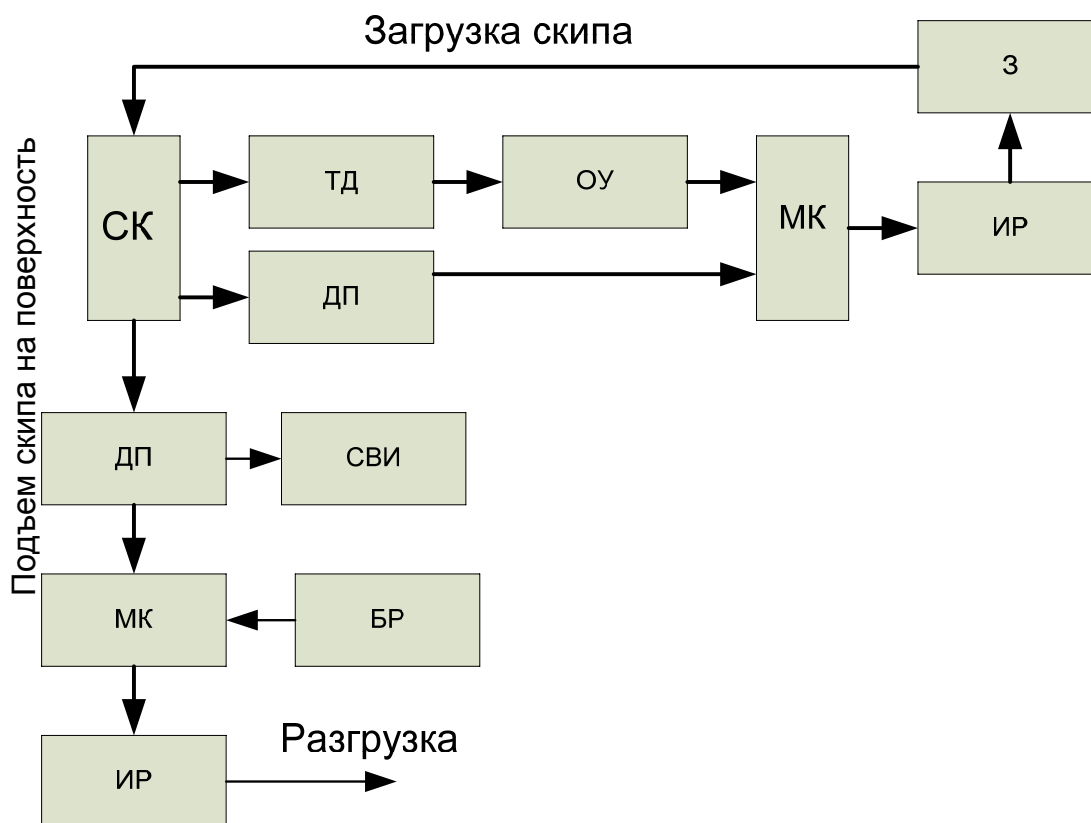 Загрузка скипа
З
СК
ТД
ОУ
МК
ИР
ДП
Подъем скипа на поверхность
ДП
СВИ
МК
БР
ИР
Разгрузка